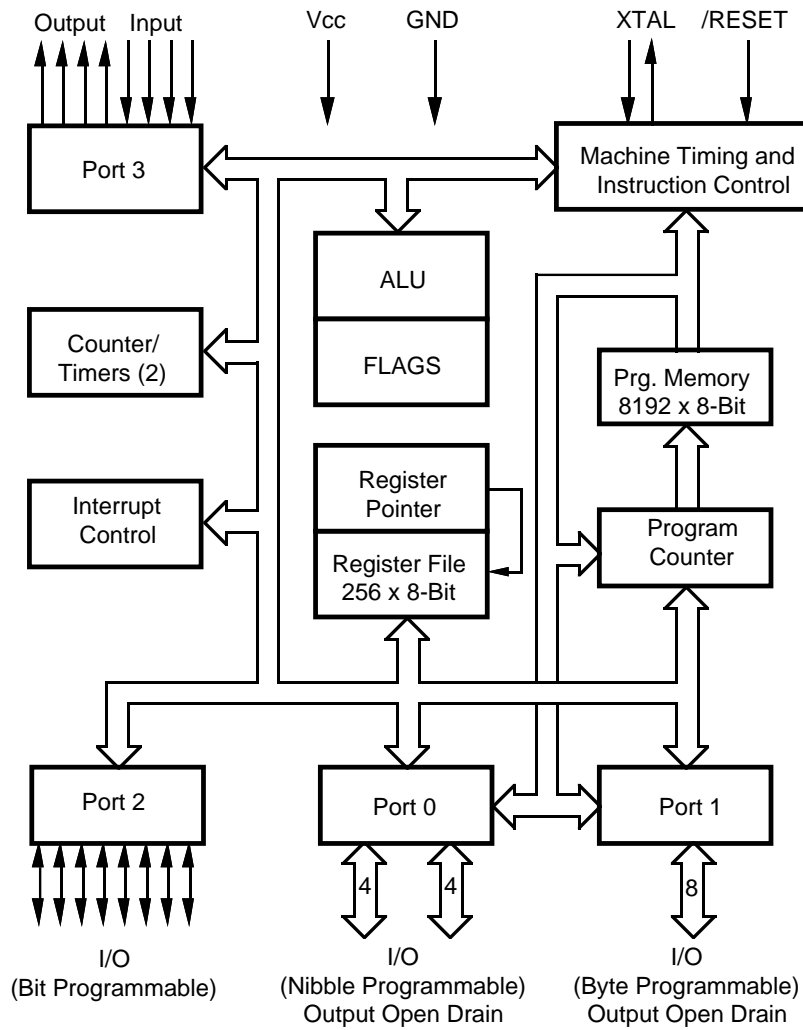 Output Input Vcc GND XTAL /RESET
Port 3
Machine Timing and
Instruction Control
ALU
FLAGS
Counter/
Timers (2)
Prg. Memory
8192 x 8-Bit
Register
Pointer
Interrupt
Control
Program
Counter
Register File
256 x 8-Bit
Port 2
Port 0
Port 1
4 4 8
I/O
(Bit Programmable)
I/O
(Nibble Programmable)
Output Open Drain
I/O
(Byte Programmable)
Output Open Drain